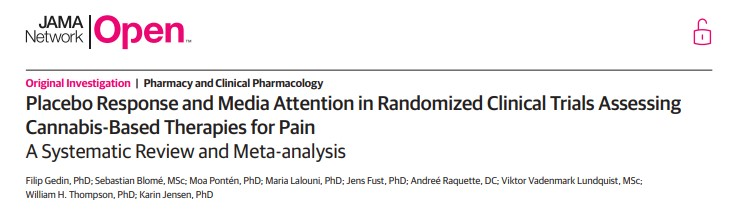 JAMA
Network
Open™
Original Investigation | Pharmacy and Clinical Pharmacology
Placebo Response and Media Attention in Randomized Clinical Trials Assessing
Cannabis-Based Therapies for Pain
A Systematic Review and Meta-analysis
Filip Gedin, PhD; Sebastian Blomé, MSc; Moa Pontén, PhD; Maria Lalouni, PhD; Jens Fust, PhD; Andreé Raquette, DC; Viktor Vadenmark Lundquist, MSc;
William H. Thompson, PhD; Karin Jensen, PhD